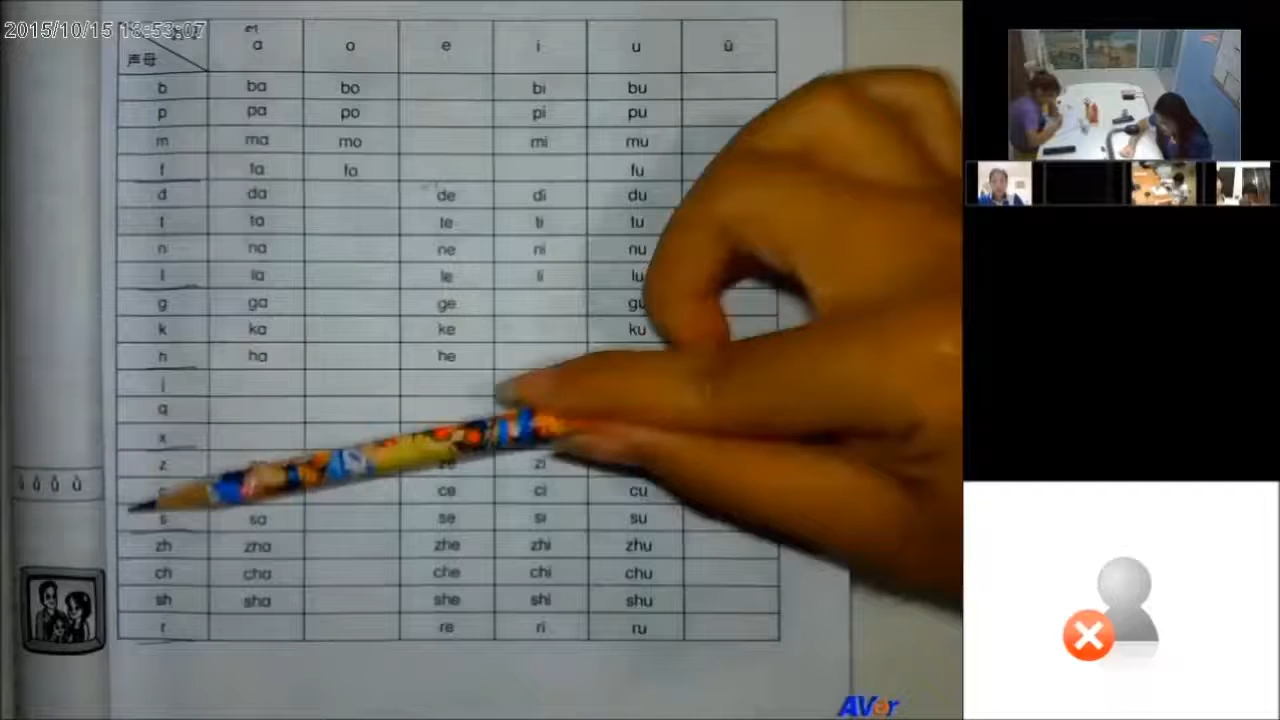 2015/10/15 18:53:07
a o e i u ü
声母
b ba bo bi bu
p pa po pi pu
m ma mo mi mu
f fa fo fu
d da de di du
t ta te ti tu
n na ne ni nu
l la le li lu
g ga ge gu
k ka ke ku
h ha he
j
q
x
z zi
ce ci cu
s sa se si su
zh zha zhe zhi zhu
ch cha che chi chu
sh sha she shi shu
r re ri ru
AVer